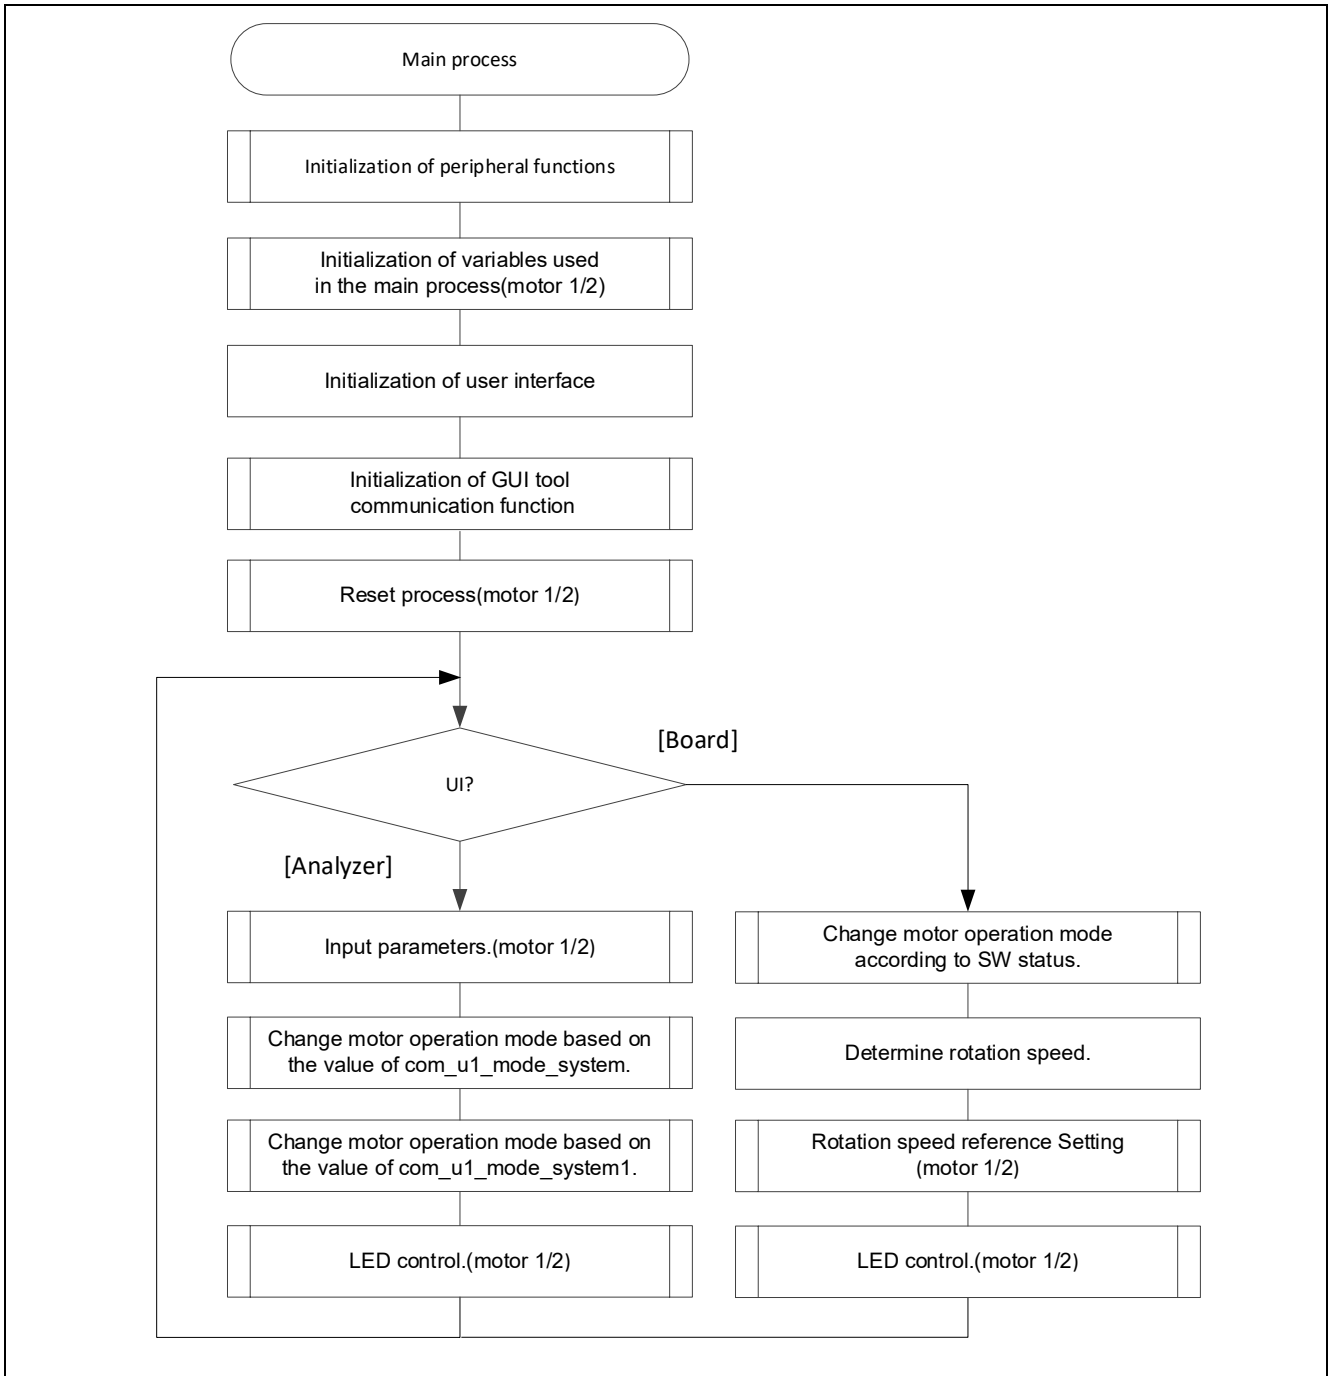 Main process
Initialization of peripheral functions
Initialization of variables used
in the main process(motor 1/2)
Initialization of user interface
Initialization of GUI tool
communication function
Reset process(motor 1/2)
[Board]
UI?
[Analyzer]
Input parameters.(motor 1/2)
Change motor operation mode based on
the value of com_u1_mode_system.
Change motor operation mode based on
the value of com_u1_mode_system1.
LED control.(motor 1/2)
Change motor operation mode
according to SW status.
Determine rotation speed.
Rotation speed reference Setting
(motor 1/2)
LED control.(motor 1/2)